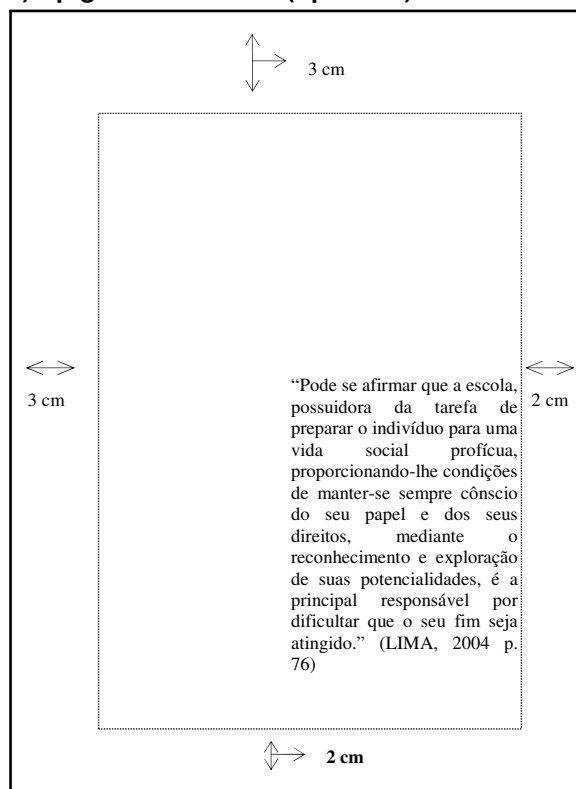 3 cm
3 cm
2 cm
“Pode se afirmar que a escola,
possuidora da tarefa de
preparar o indivíduo para uma
vida social profícua,
proporcionando-lhe condições
de manter-se sempre cônscio
do seu papel e dos seus
direitos, mediante o
reconhecimento e exploração
de suas potencialidades, é a
principal responsável por
dificultar que o seu fim seja
atingido.” (LIMA, 2004 p.
76)
2 cm